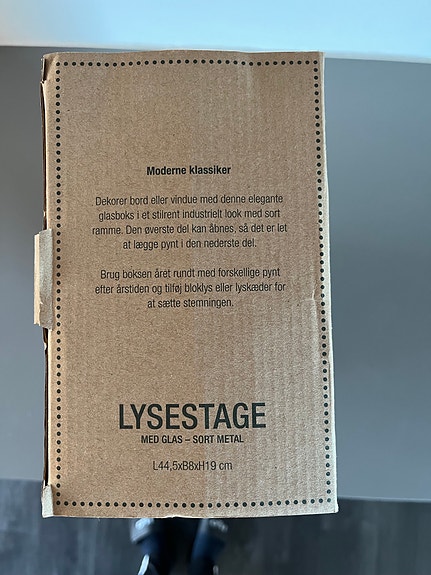 Moderne klassiker
Dekorer bord eller vindue med denne elegante
glasboks i et stilrent industrielt look med sort
ramme. Den øverste del kan åbnes, så det er let
at lægge pynt i den nederste del.
Brug boksen året rundt med forskellige pynt
efter årstiden og tilføj bloklys eller lyskæder for
at sætte stemningen.
LYSESTAGE
MED GLAS – SORT METAL
L44,5xB8xH19 cm